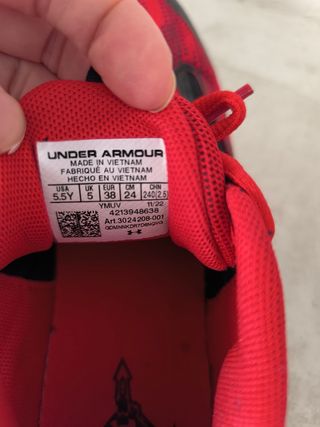 UNDER ARMOUR
MADE IN VIETNAM
FABRIQUÉ AU VIETNAM
HECHO EN VIETNAM
USA UK EUR CM CHN
5.5Y 5 38 24 240(2.5)
YMUV 11/22
4213948638
Art.3024208-001